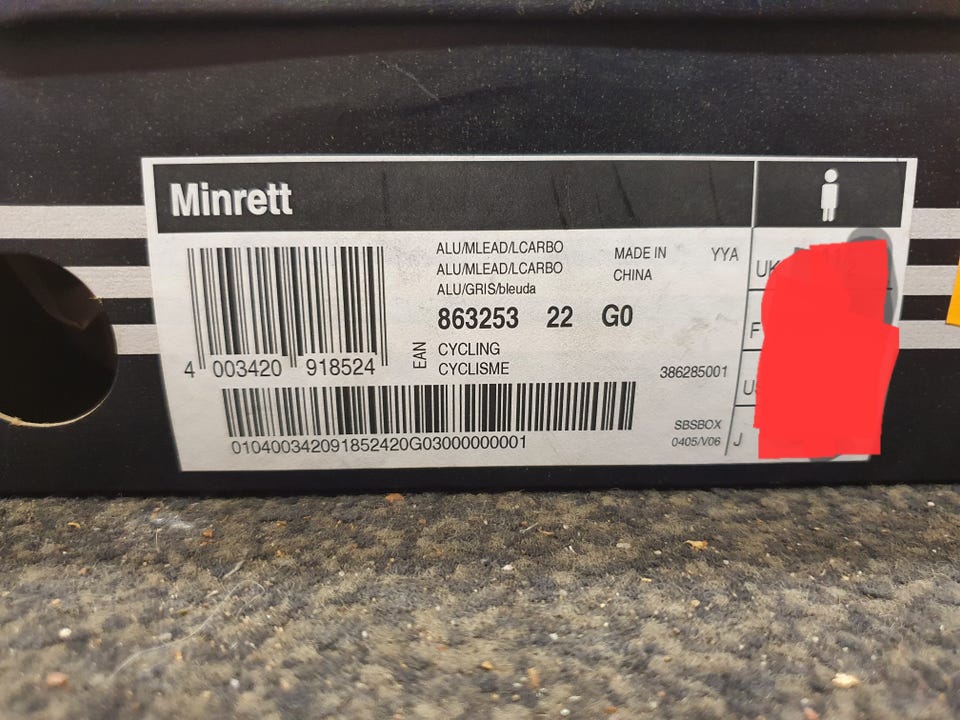 Minrett
ALU/MLEAD/LCARBO
ALU/MLEAD/LCARBO
ALU/GRIS/bleuda
MADE IN
CHINA
YYA
863253 22 G0
EAN
CYCLING
CYCLISME
4 003420 918524
386285001
SBSBOX
0405/V06
010400342091852420G03000000001
UK
F
J